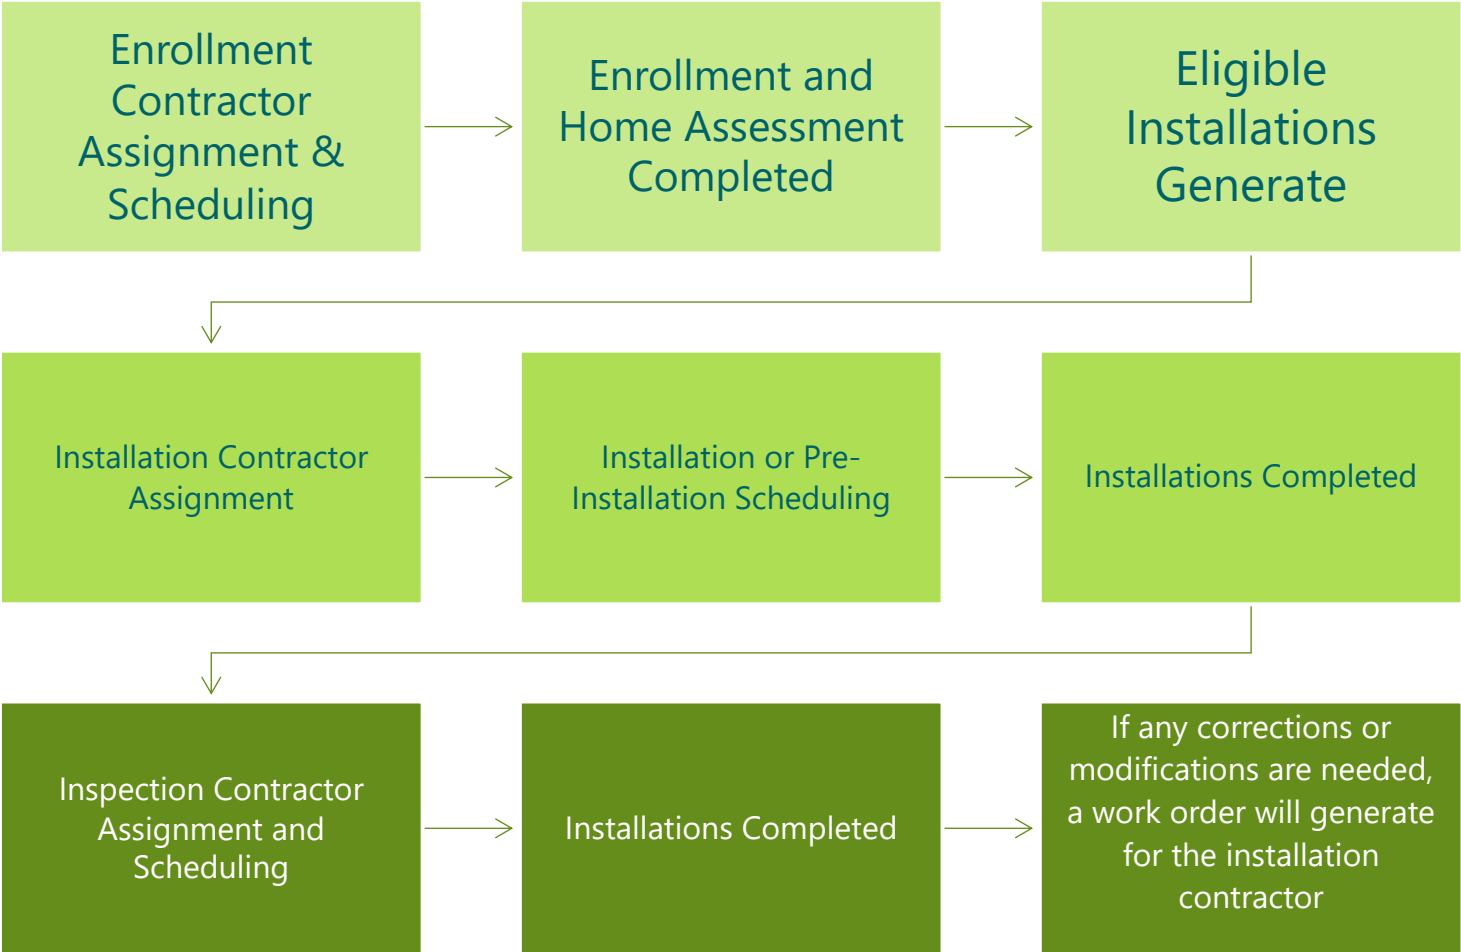 Enrollment
Contractor
Assignment &
Scheduling
Enrollment and
Home Assessment
Completed
Eligible
Installations
Generate
Installation Contractor
Assignment
Installation or Pre-
Installation Scheduling
Installations Completed
Inspection Contractor
Assignment and
Scheduling
Installations Completed
If any corrections or
modifications are needed,
a work order will generate
for the installation
contractor